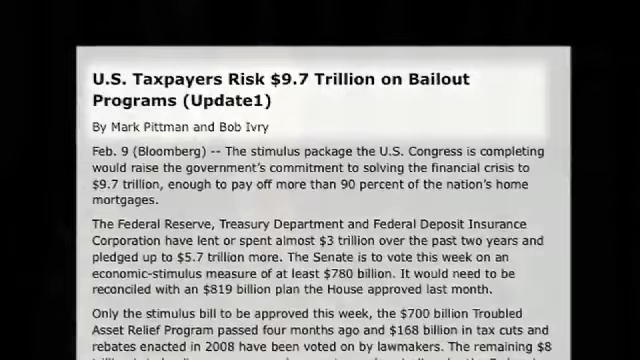 U.S. Taxpayers Risk $9.7 Trillion on Bailout
Programs (Update1)
By Mark Pittman and Bob Ivry
Feb. 9 (Bloomberg) -- The stimulus package the U.S. Congress is completing
would raise the government's commitment to solving the financial crisis to
$9.7 trillion, enough to pay off more than 90 percent of the nation's home
mortgages.
The Federal Reserve, Treasury Department and Federal Deposit Insurance
Corporation have lent or spent almost $3 trillion over the past two years and
pledged up to $5.7 trillion more. The Senate is to vote this week on an
economic-stimulus measure of at least $780 billion. It would need to be
reconciled with an $819 billion plan the House approved last month.
Only the stimulus bill to be approved this week, the $700 billion Troubled
Asset Relief Program passed four months ago and $168 billion in tax cuts and
rebates enacted in 2008 have been voted on by lawmakers. The remaining $8